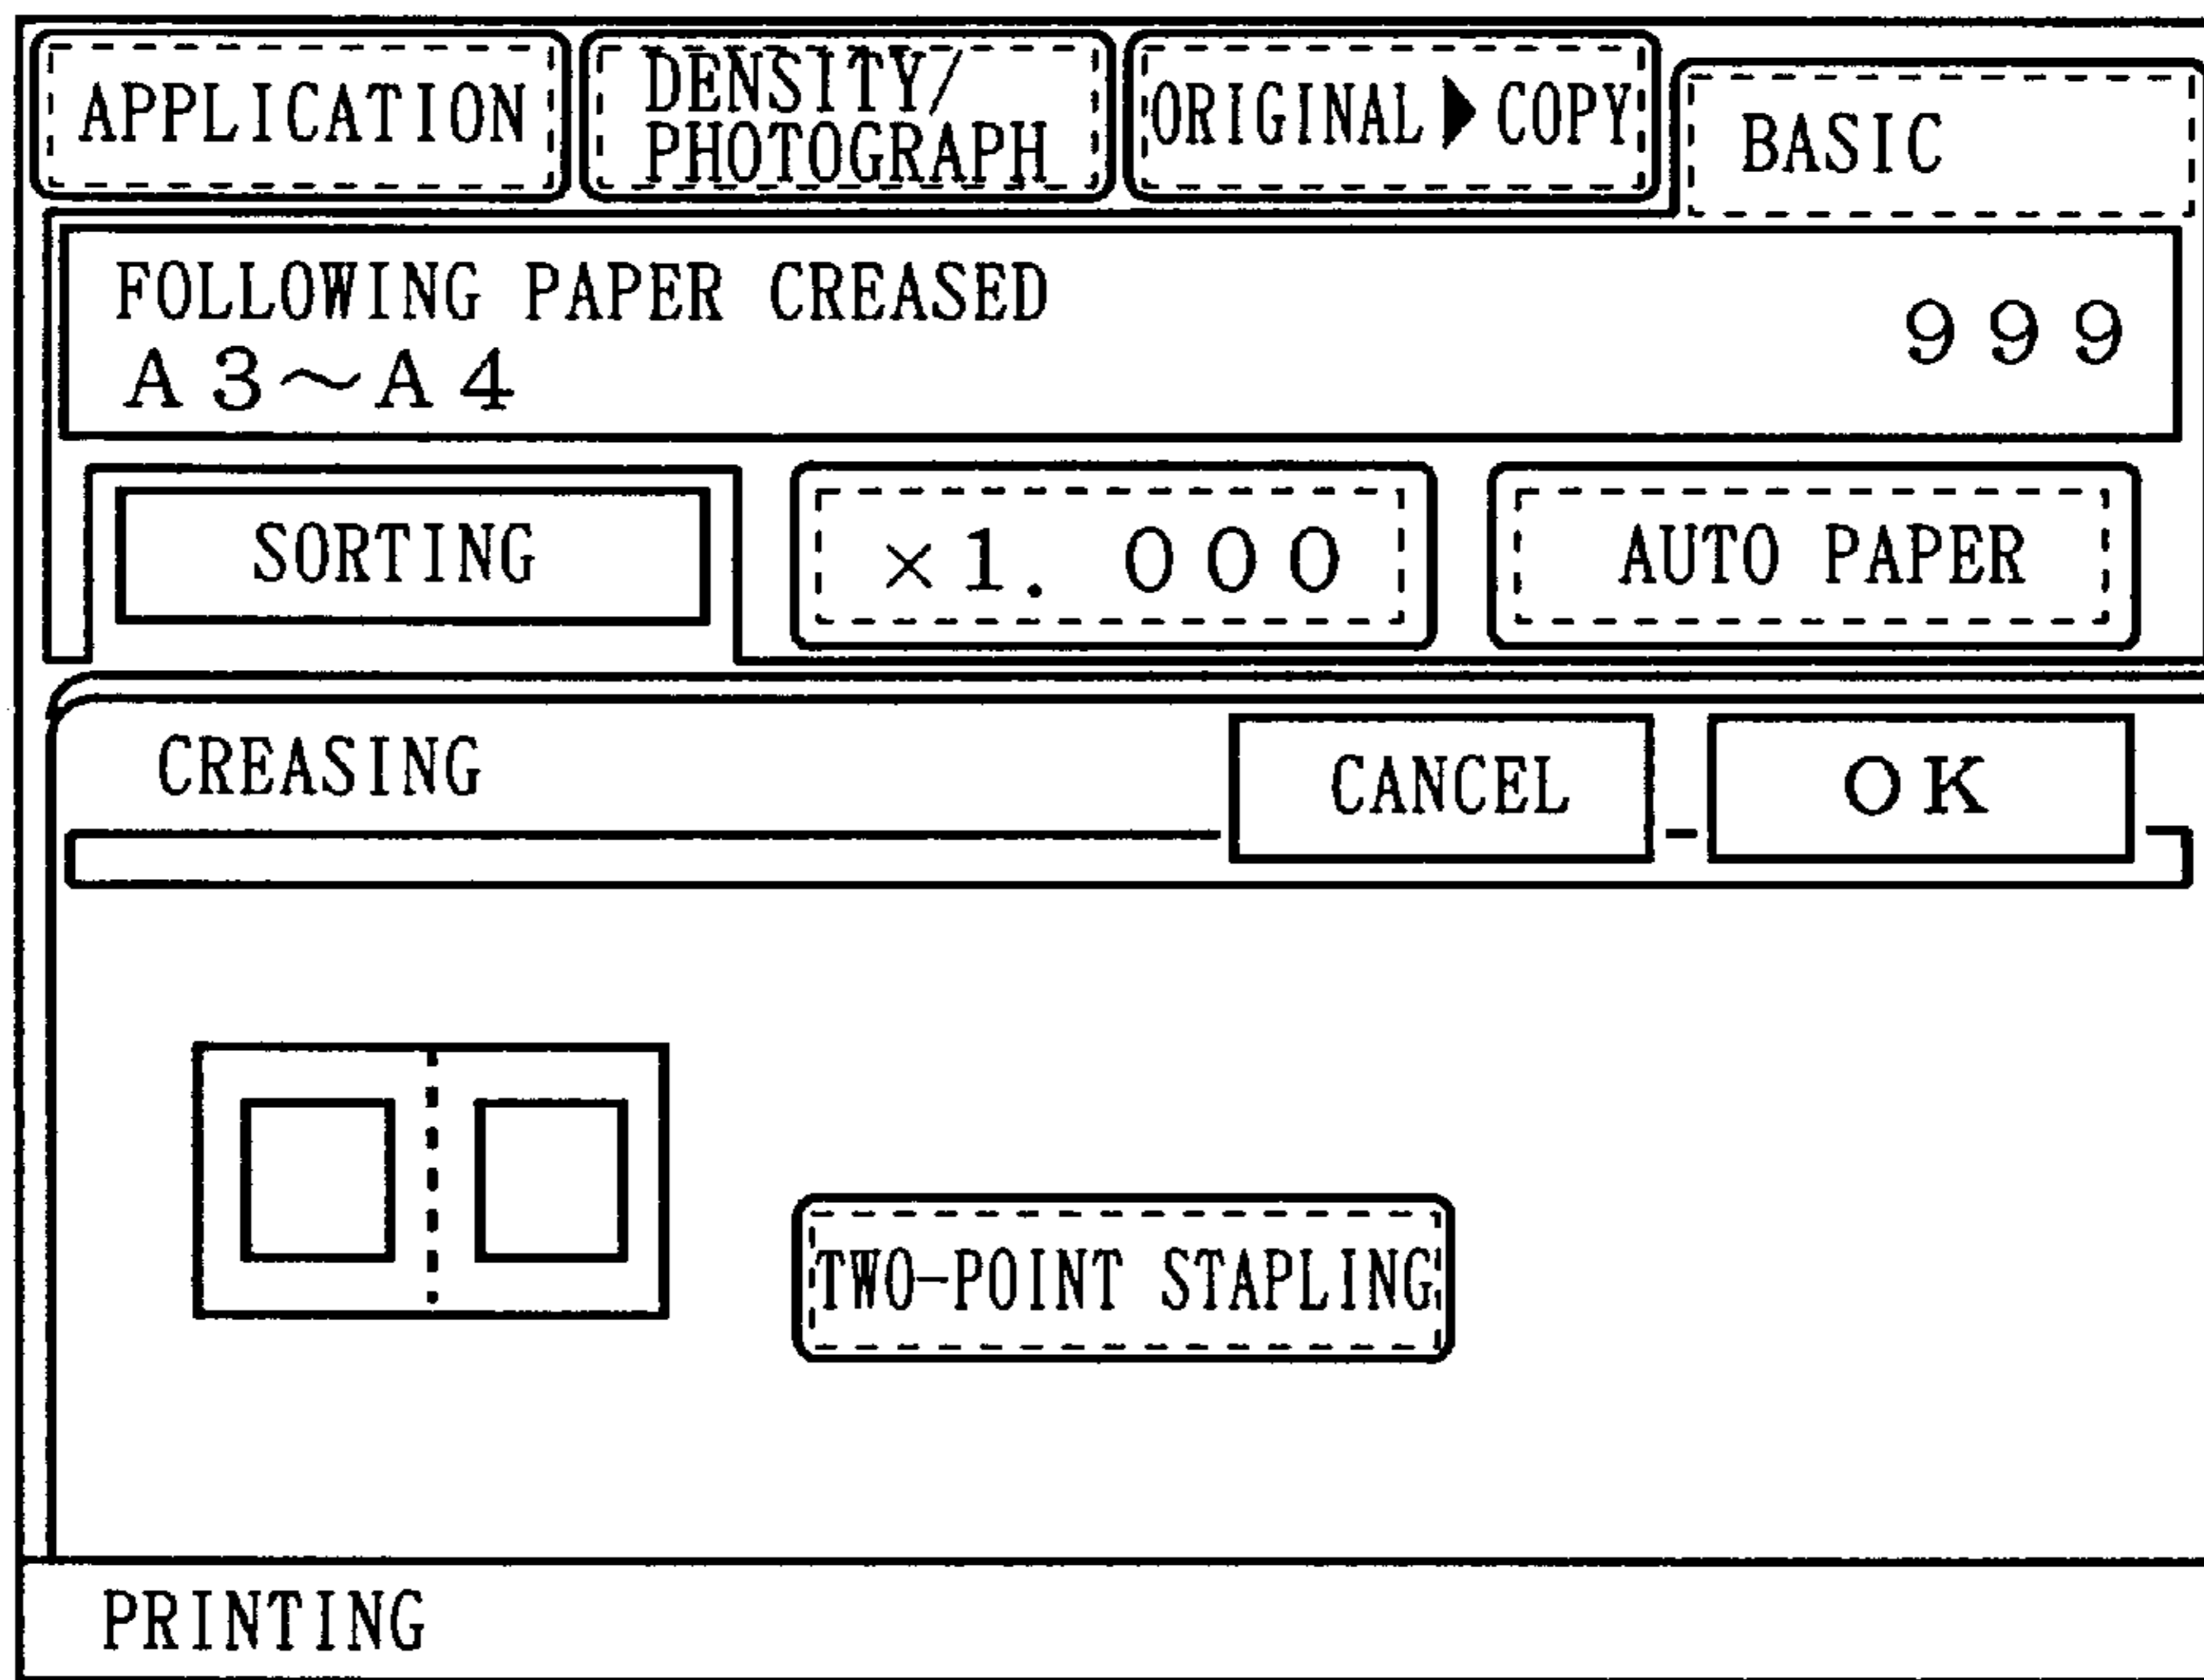 APPLICATION
DENSITY/
PHOTOGRAPH
ORIGINAL▶COPY
BASIC
FOLLOWING PAPER CREASED
A3〜A4
999
SORTING
×1.000
AUTO PAPER
CREASING
CANCEL
OK
TWO-POINT STAPLING
PRINTING